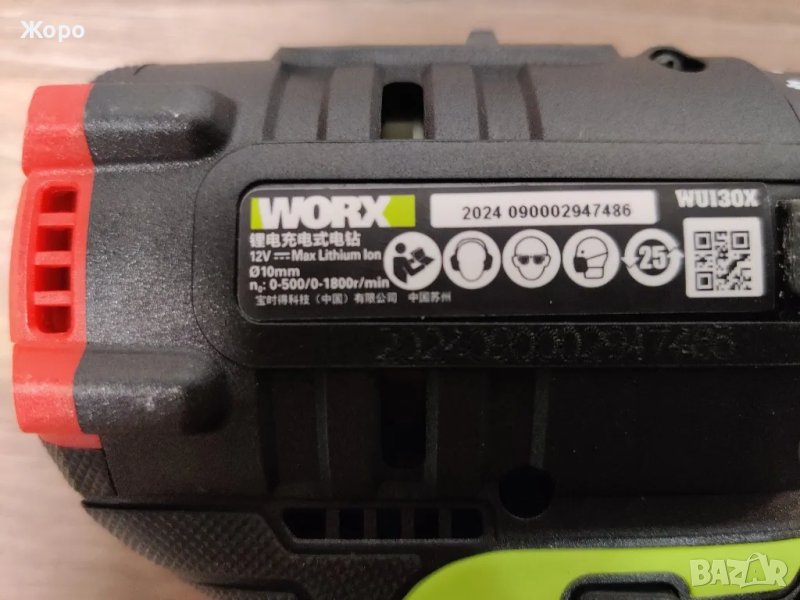 Жоро
WORX
2024 090002947486
WU130X
锂电充电式电钻
12V Max Lithium Ion
Ø10mm
n₀: 0-500/0-1800r/min
宝时得科技（中国）有限公司 中国苏州
25
2024090002947486
BAZAR